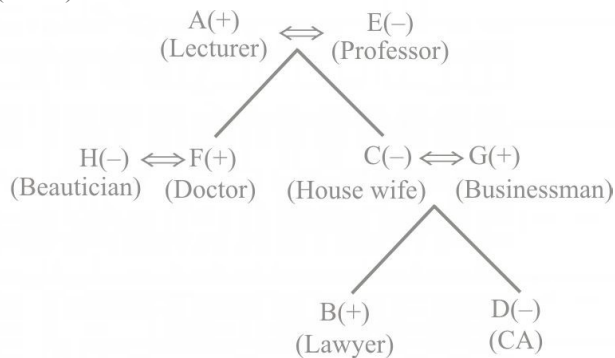 A(+) ⇔ E(–)
(Lecturer) (Professor)
H(–) ⇔ F(+) C(–) ⇔ G(+)
(Beautician) (Doctor) (House wife) (Businessman)
B(+) D(–)
(Lawyer) (CA)